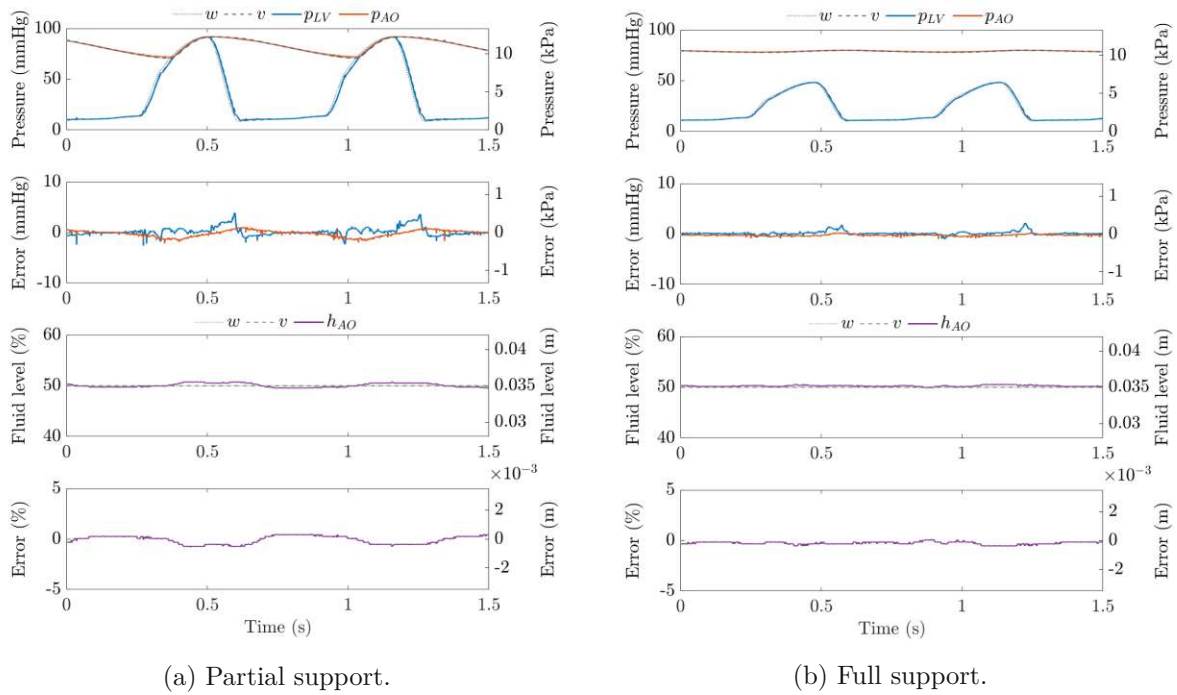 w v p_LV p_AO
Pressure (mmHg)
100
50
0
Pressure (kPa)
10
5
0
0 0.5 1 1.5
Error (mmHg)
10
0
-10
Error (kPa)
1
0
-1
0 0.5 1 1.5
w v h_AO
Fluid level (%)
60
50
40
Fluid level (m)
0.04
0.035
0.03
0 0.5 1 1.5
×10⁻³
Error (%)
5
0
-5
Error (m)
2
0
-2
0 0.5 1 1.5
Time (s)
(a) Partial support.
w v p_LV p_AO
Pressure (mmHg)
100
50
0
Pressure (kPa)
10
5
0
0 0.5 1 1.5
Error (mmHg)
10
0
-10
Error (kPa)
1
0
-1
0 0.5 1 1.5
w v h_AO
Fluid level (%)
60
50
40
Fluid level (m)
0.04
0.035
0.03
0 0.5 1 1.5
×10⁻³
Error (%)
5
0
-5
Error (m)
2
0
-2
0 0.5 1 1.5
Time (s)
(b) Full support.